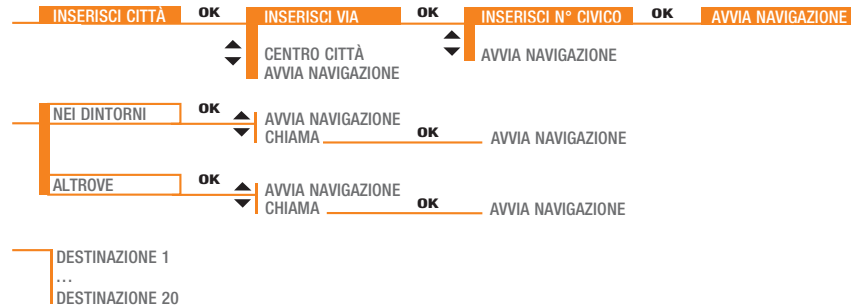 INSERISCI CITTÀ OK INSERISCI VIA OK INSERISCI N° CIVICO OK AVVIA NAVIGAZIONE
CENTRO CITTÀ AVVIA NAVIGAZIONE
AVVIA NAVIGAZIONE
NEI DINTORNI OK AVVIA NAVIGAZIONE
CHIAMA OK AVVIA NAVIGAZIONE
ALTROVE OK AVVIA NAVIGAZIONE
CHIAMA OK AVVIA NAVIGAZIONE
DESTINAZIONE 1
...
DESTINAZIONE 20